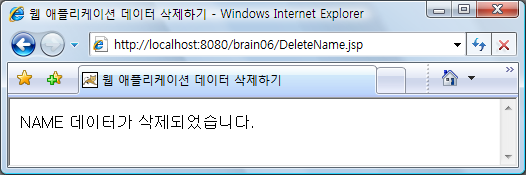 웹 애플리케이션 데이터 삭제하기 - Windows Internet Explorer
http://localhost:8080/brain06/DeleteName.jsp
웹 애플리케이션 데이터 삭제하기
NAME 데이터가 삭제되었습니다.